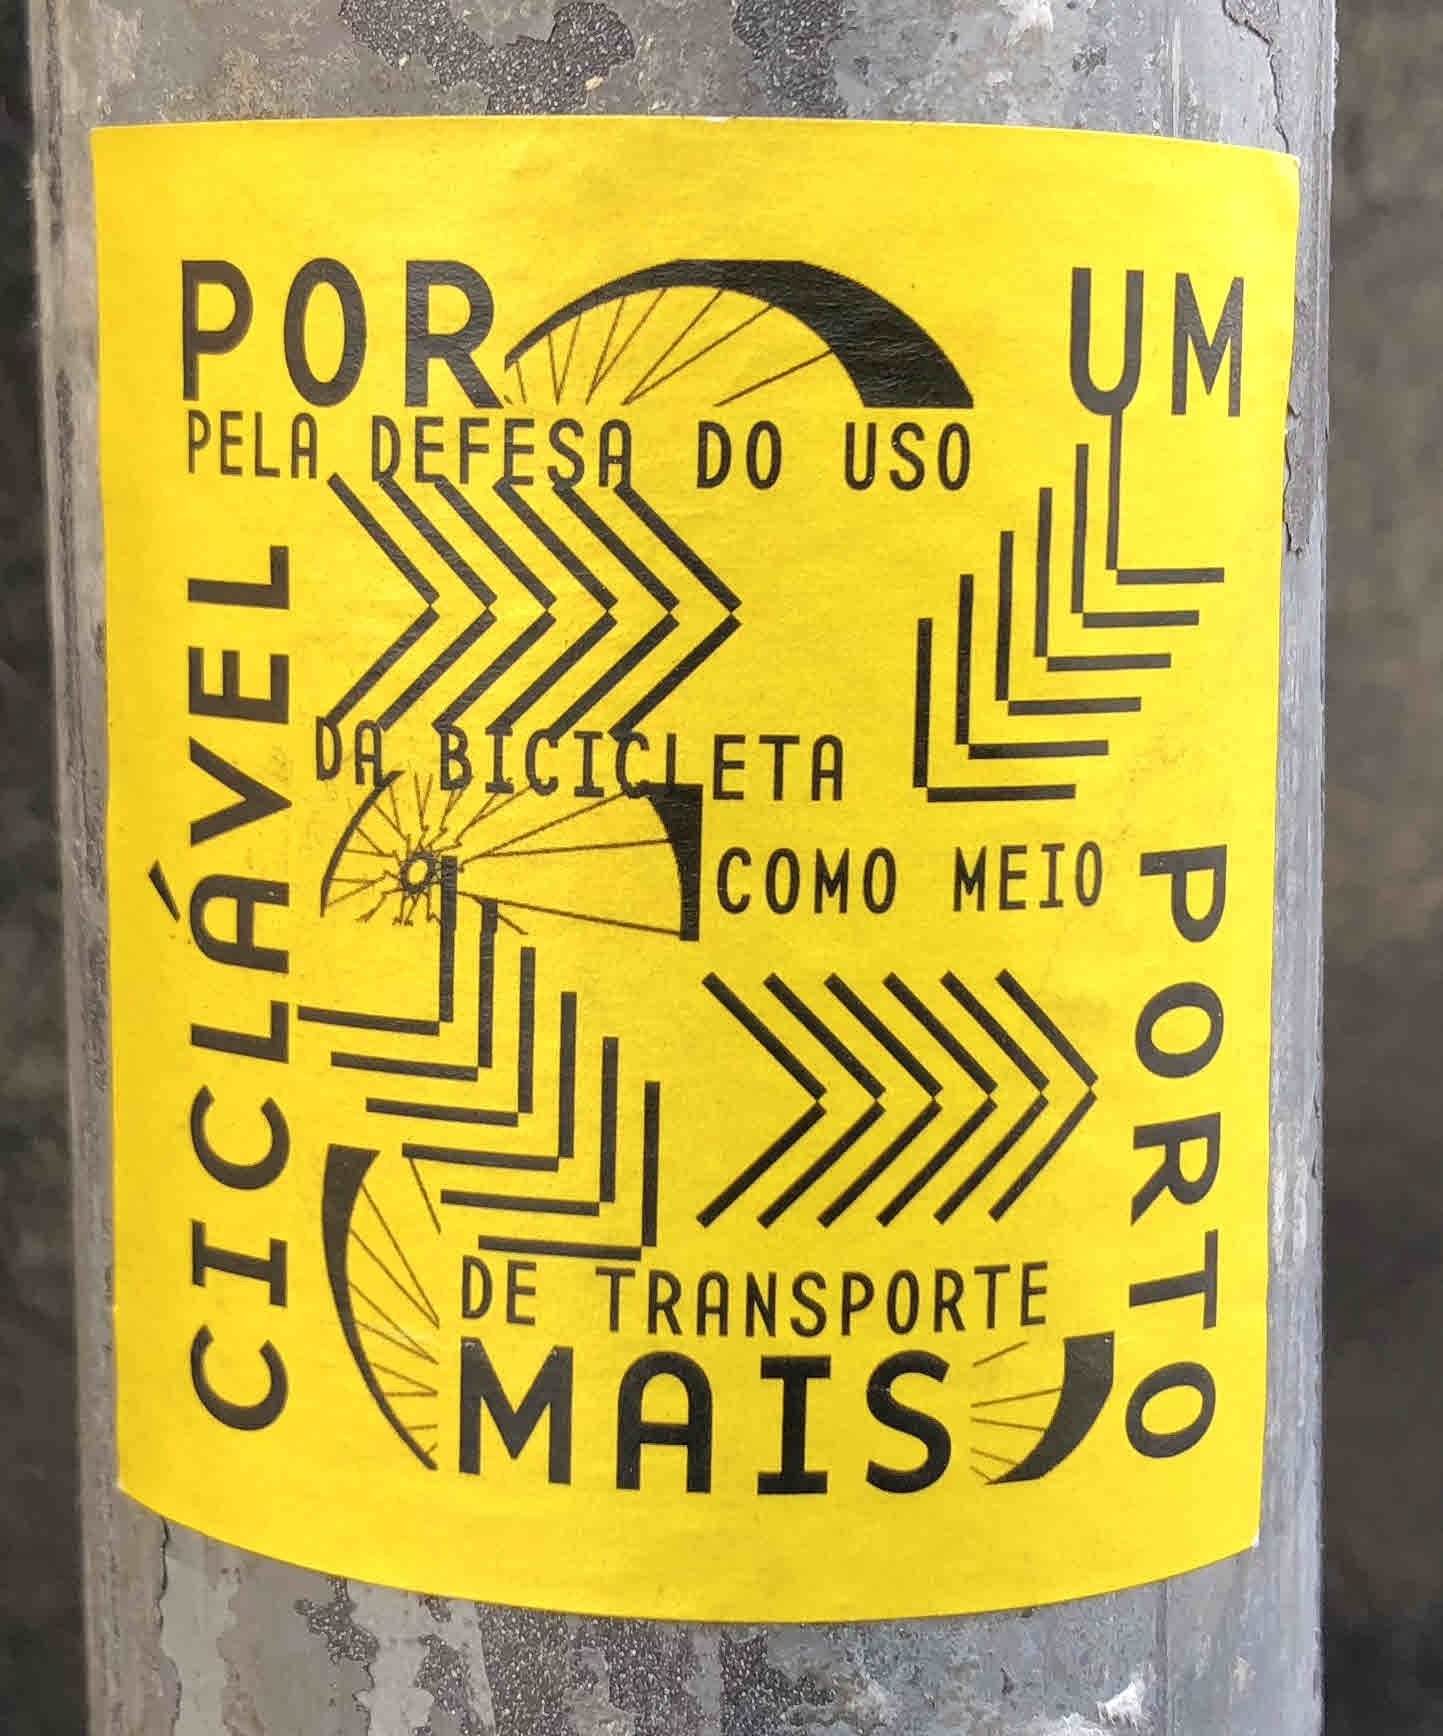 POR UM
PELA DEFESA DO USO
DA BICICLETA
COMO MEIO
DE TRANSPORTE
PORTO
MAIS
CICLÁVEL